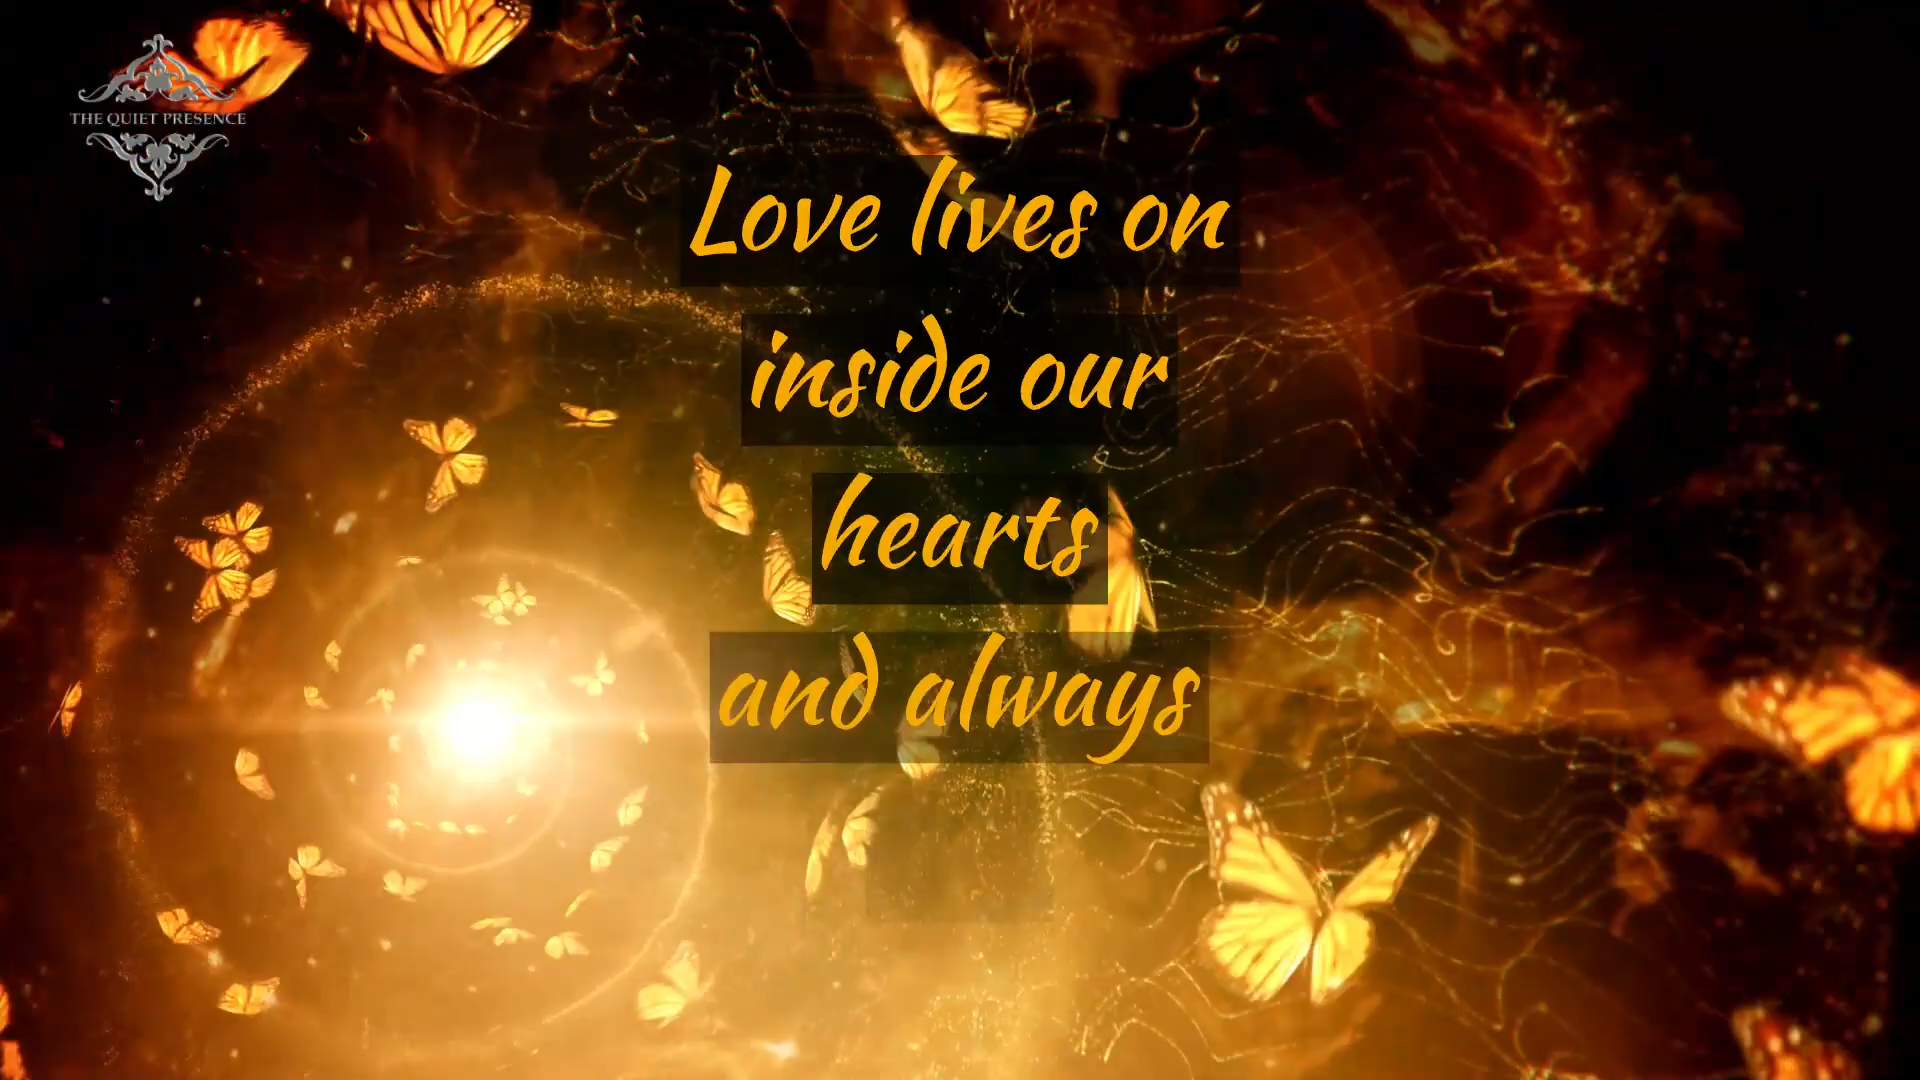 THE QUIET PRESENCE
Love lives on
inside our
hearts
and always